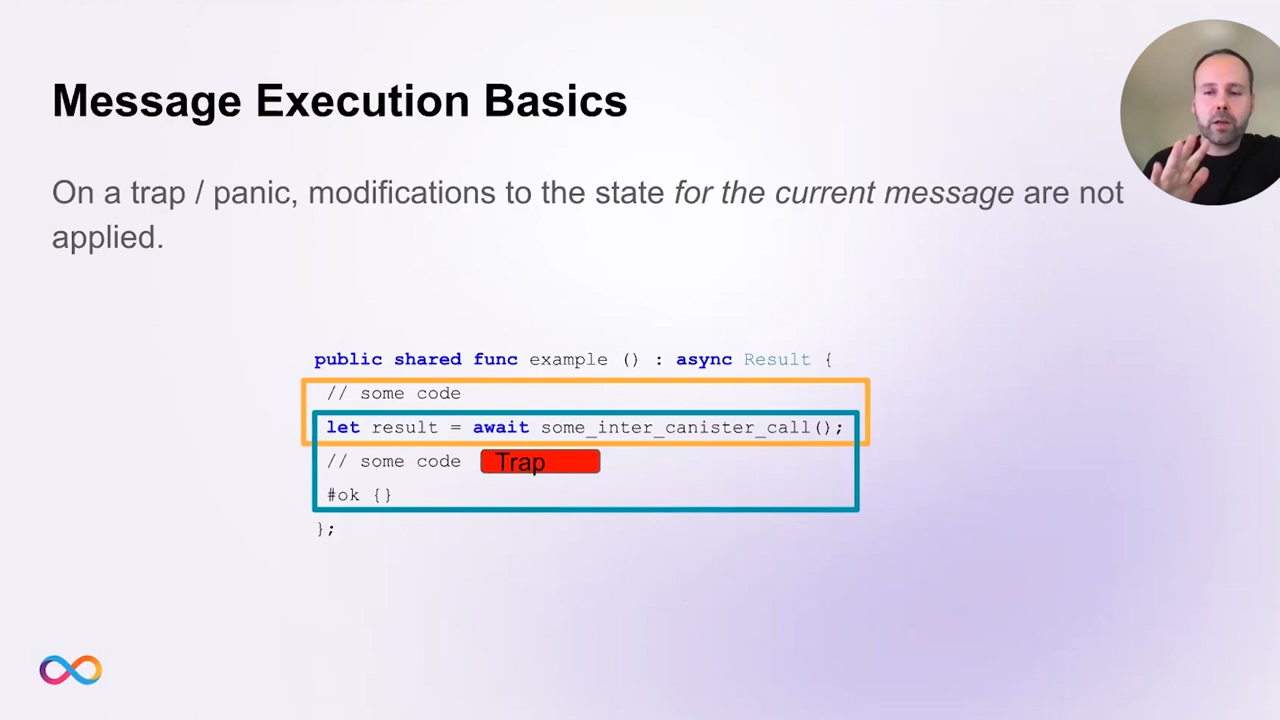 Message Execution Basics
On a trap / panic, modifications to the state for the current message are not
applied.
public shared func example () : async Result {
// some code
let result = await some_inter_canister_call();
// some code Trap
#ok {}
};